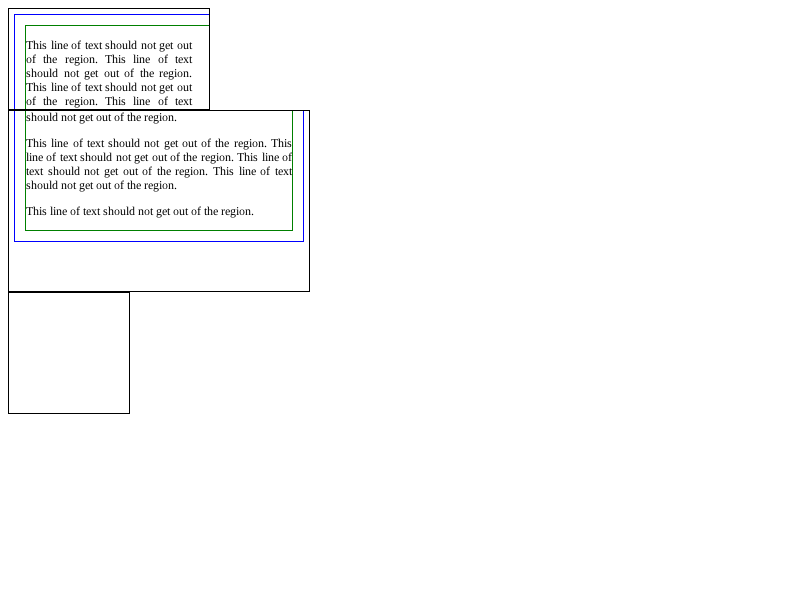 This line of text should not get out
of the region. This line of text
should not get out of the region.
This line of text should not get out
of the region. This line of text
should not get out of the region.
This line of text should not get out of the region. This
line of text should not get out of the region. This line of
text should not get out of the region. This line of text
should not get out of the region.
This line of text should not get out of the region.